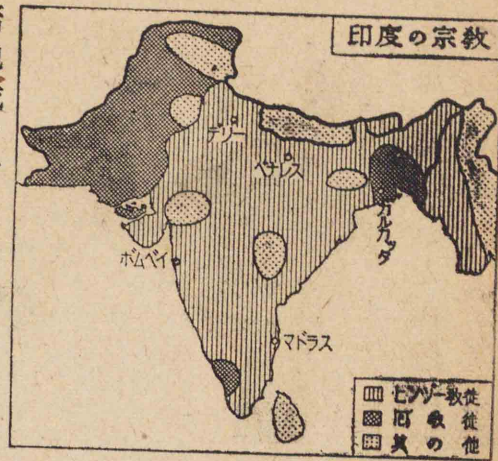 印度の宗教
デリー
ベナレス
カルカッタ
ボムベイ
マドラス
ヒンヅー教徒
回教徒
其の他